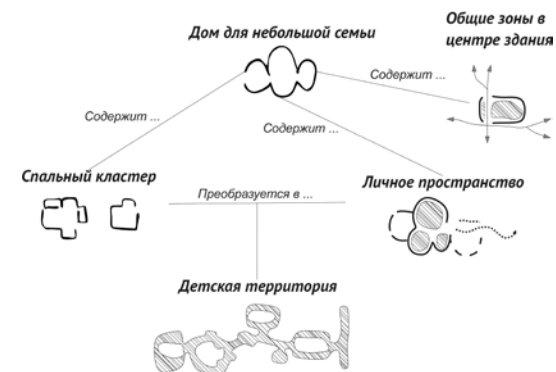 Общие зоны в
центре здания
Дом для небольшой семьи
Содержит ...
Содержит ...
Содержит ...
Спальный кластер
Преобразуется в ...
Личное пространство
Детская территория